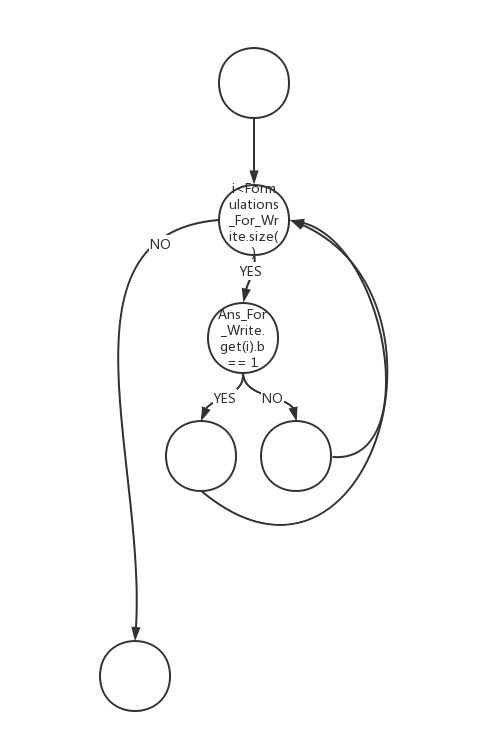 i<Form
ulations
_For_Wr
ite.size(
)
NO
YES
Ans_For
_Write.
get(i).b
== 1
YES
NO